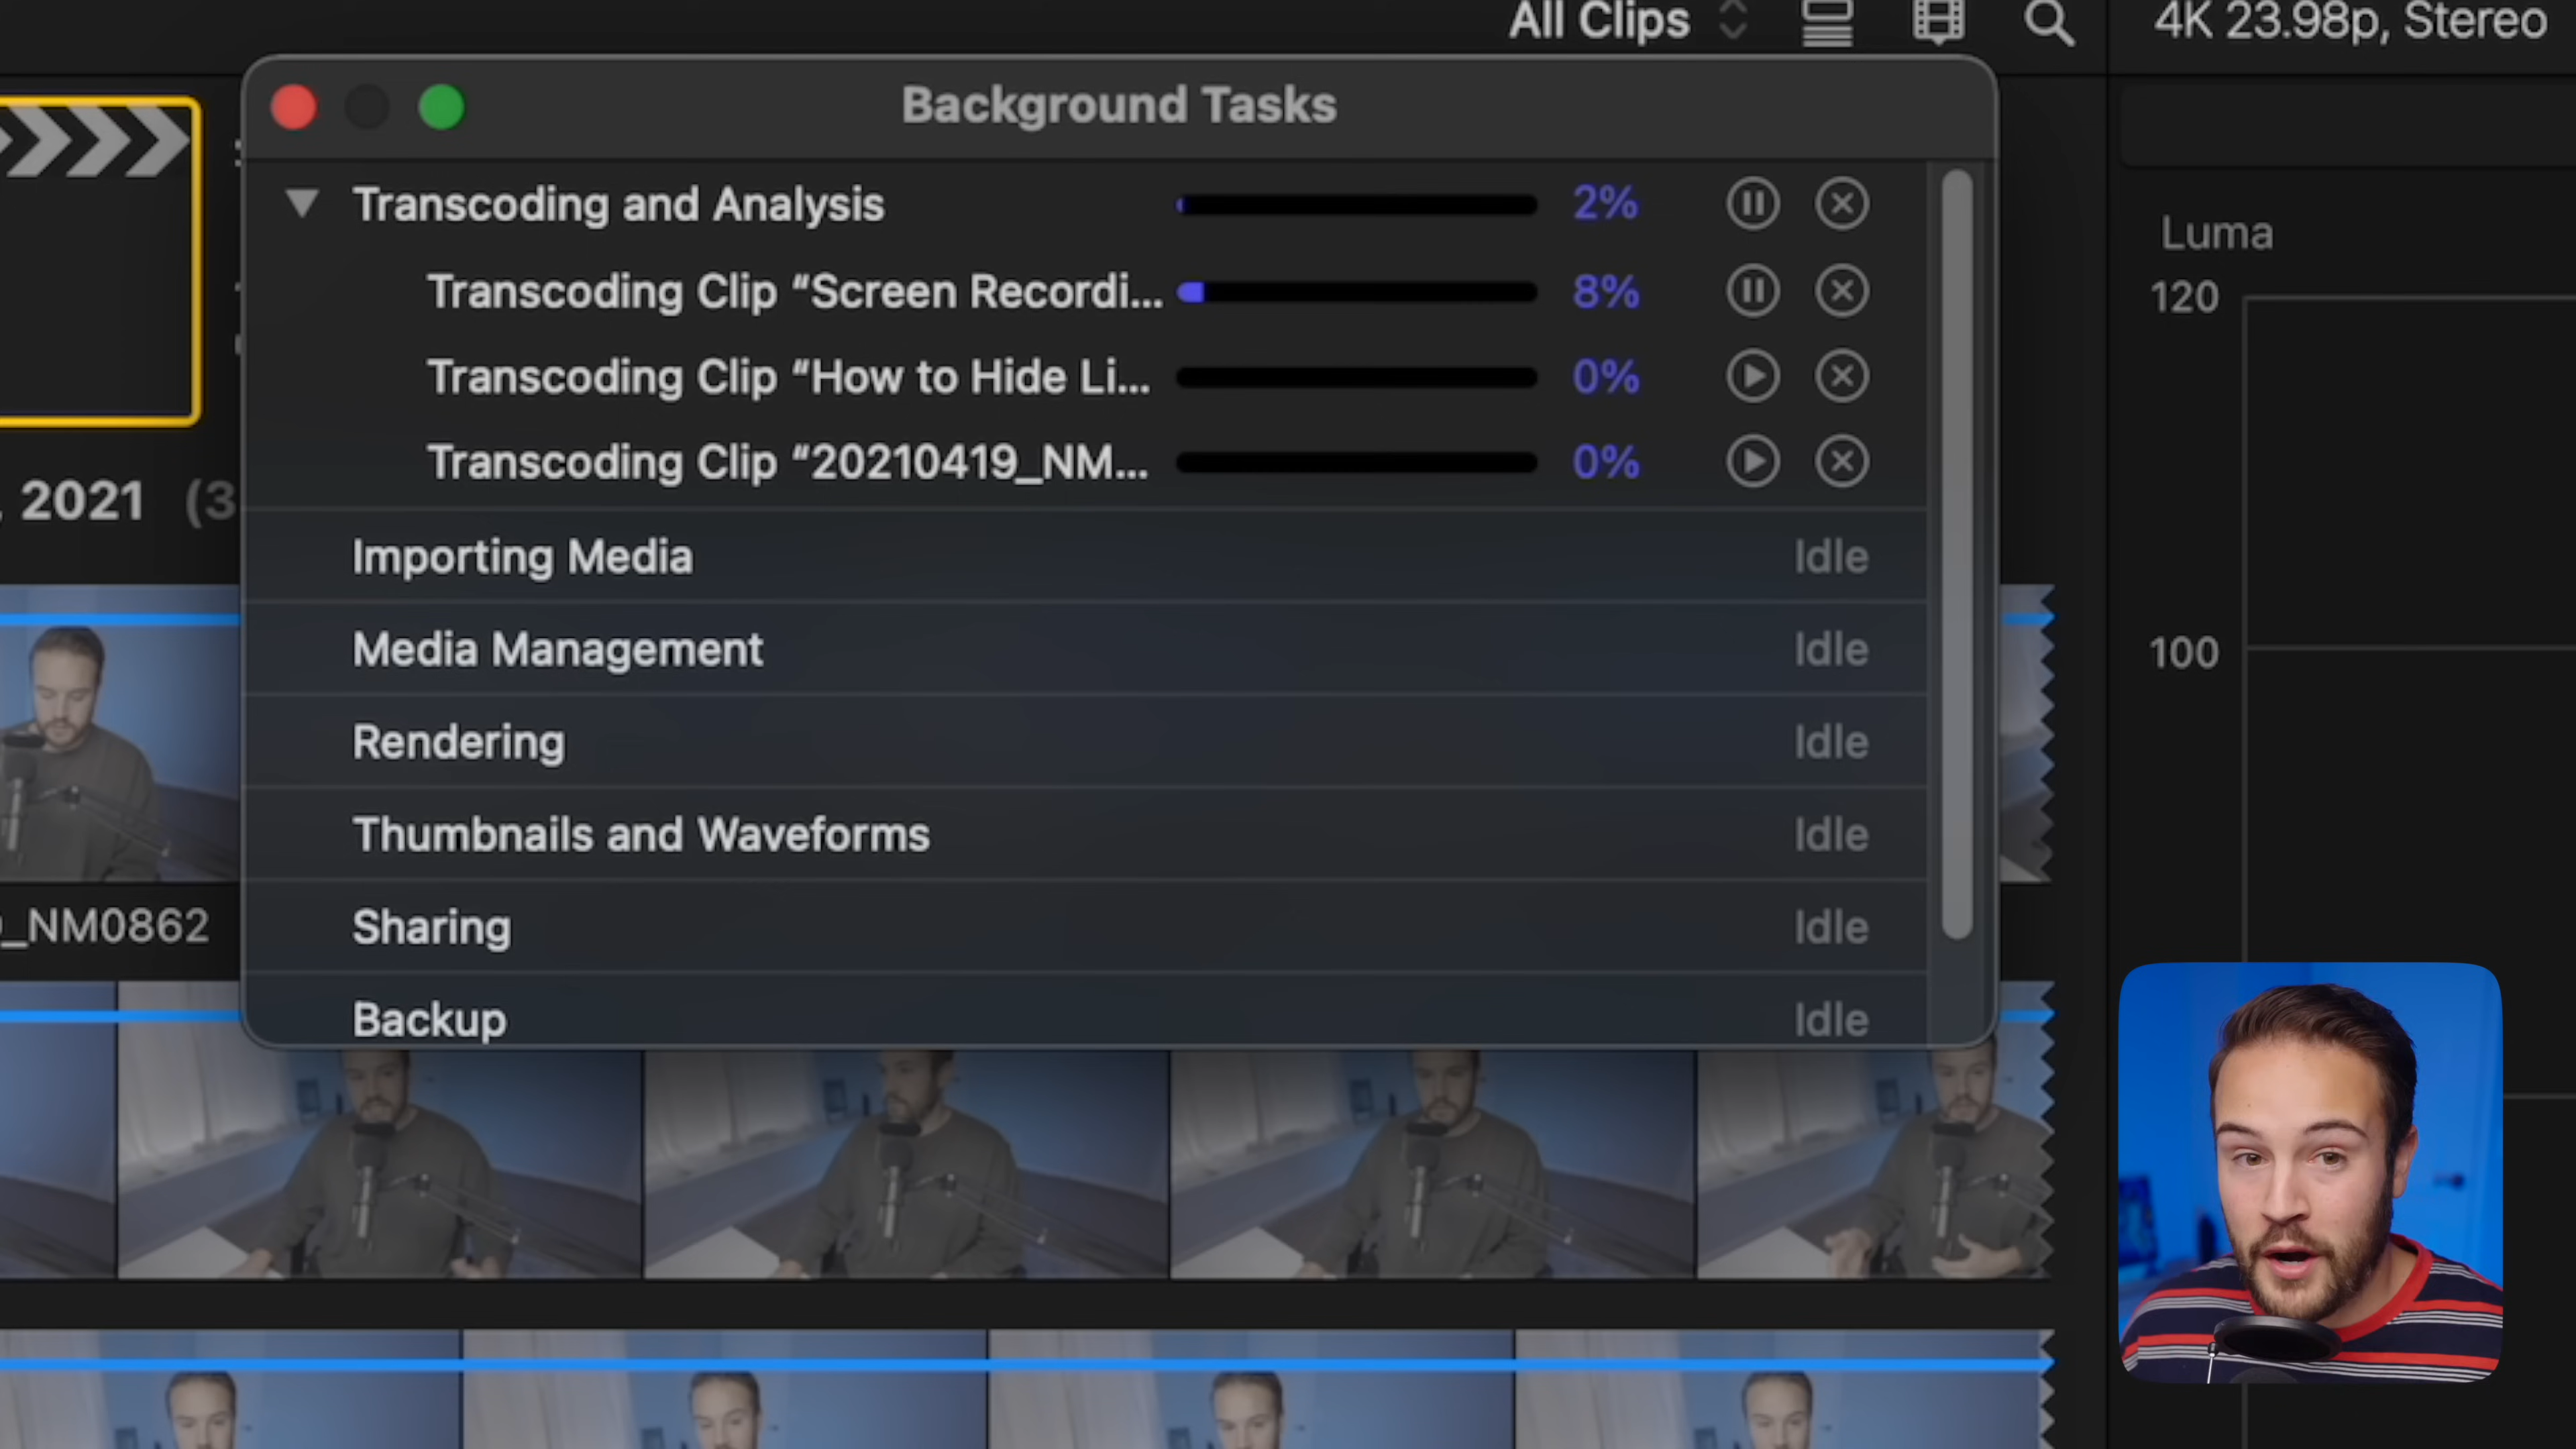 All Clips
4K 23.98p, Stereo
Background Tasks
Transcoding and Analysis 2%
Transcoding Clip “Screen Recordi... 8%
Transcoding Clip “How to Hide Li... 0%
Transcoding Clip “20210419_NM... 0%
Importing Media Idle
Media Management Idle
Rendering Idle
Thumbnails and Waveforms Idle
Sharing Idle
Backup Idle
, 2021 (3
_NM0862
Luma
120
100